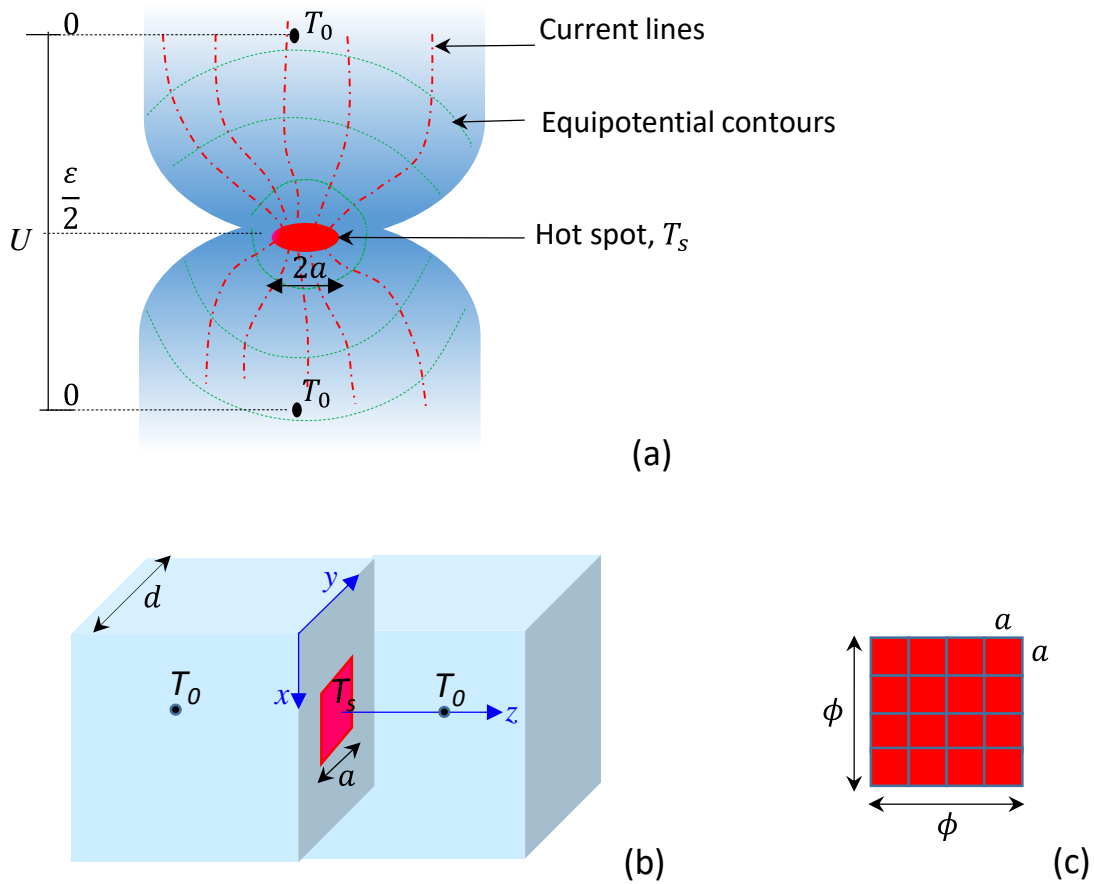 0
T₀
Current lines
Equipotential contours
ε
2
U
Hot spot, Tₛ
2a
0
T₀
(a)
d
y
T₀
x
Tₛ
T₀
z
a
(b)
a
a
ϕ
ϕ
(c)